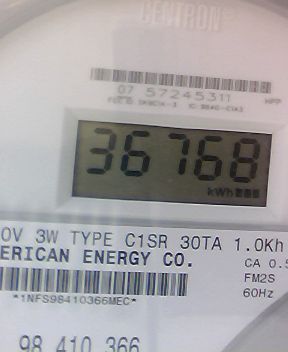 CENTRON
07 57245311
36768
kWh
0V 3W TYPE C1SR 30TA 1.0Kh
ERICAN ENERGY CO.
CA 0.5
FM2S
*1NFS98410366MEC*
60Hz
98 410 366